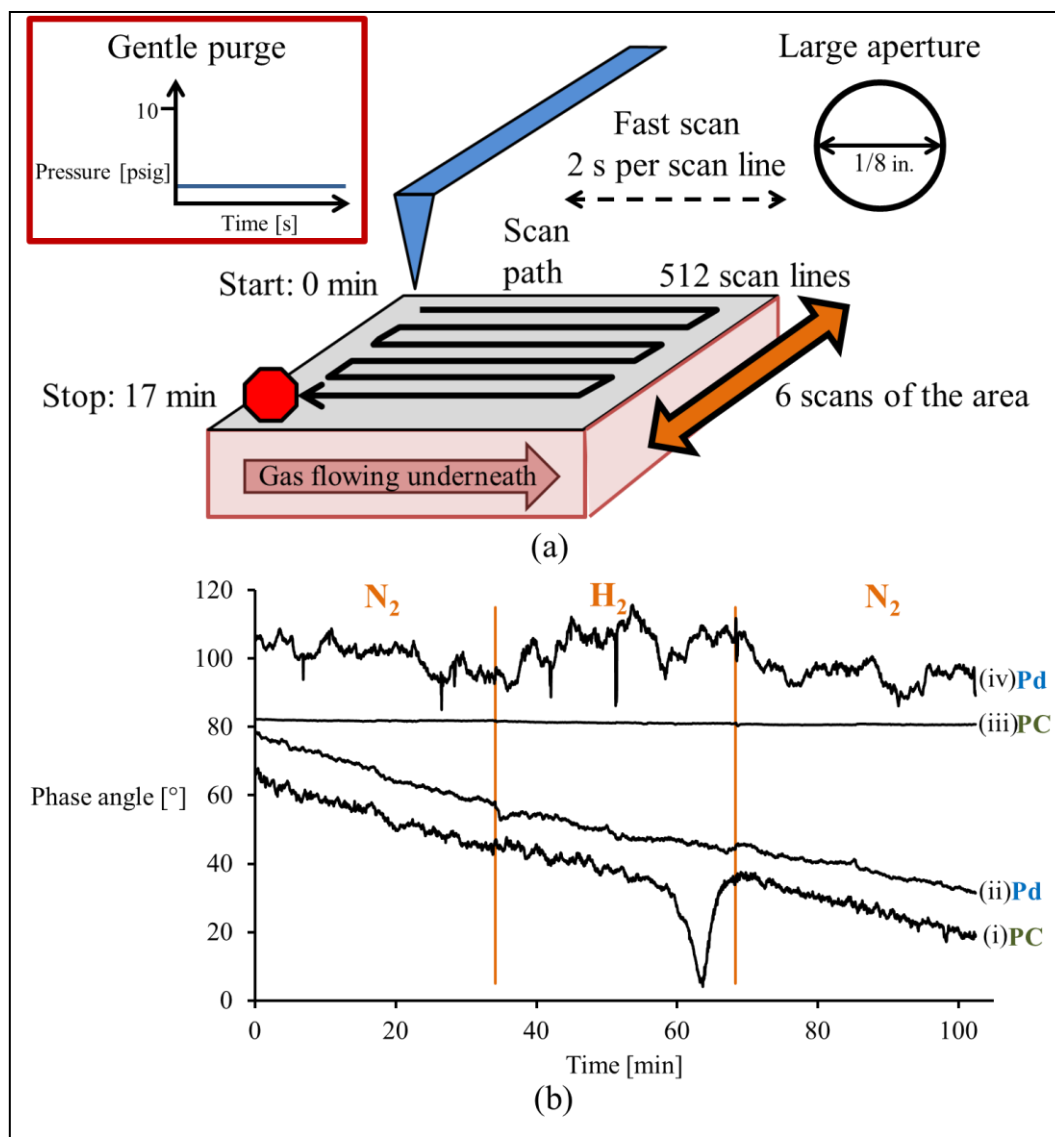 Gentle purge
10
Pressure [psig]
Time [s]
Large aperture
1/8 in.
Fast scan
2 s per scan line
Scan
path
Start: 0 min
512 scan lines
Stop: 17 min
6 scans of the area
Gas flowing underneath
(a)
120
100
80
60
40
20
0
Phase angle [°]
N₂
H₂
N₂
(iv)Pd
(iii)PC
(ii)Pd
(i)PC
0
20
40
60
80
100
Time [min]
(b)